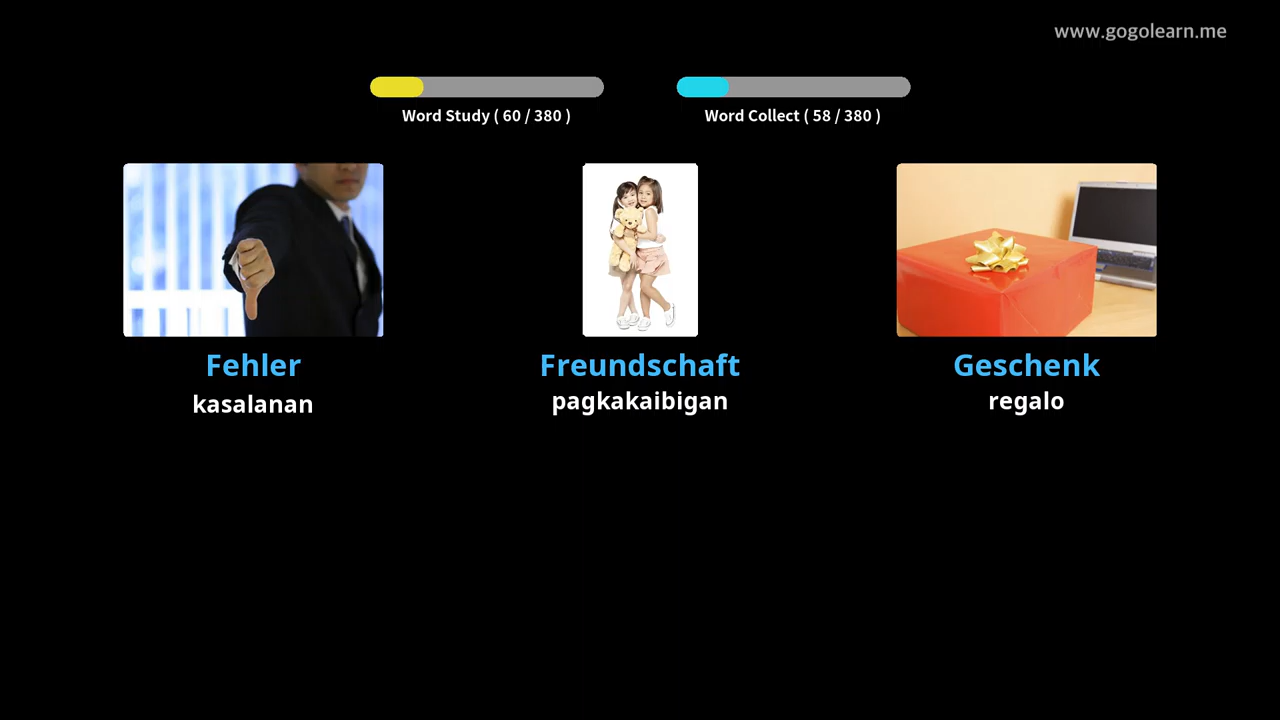 www.gogolearn.me
Word Study ( 60 / 380 )
Word Collect ( 58 / 380 )
Fehler
kasalanan
Freundschaft
pagkakaibigan
Geschenk
regalo